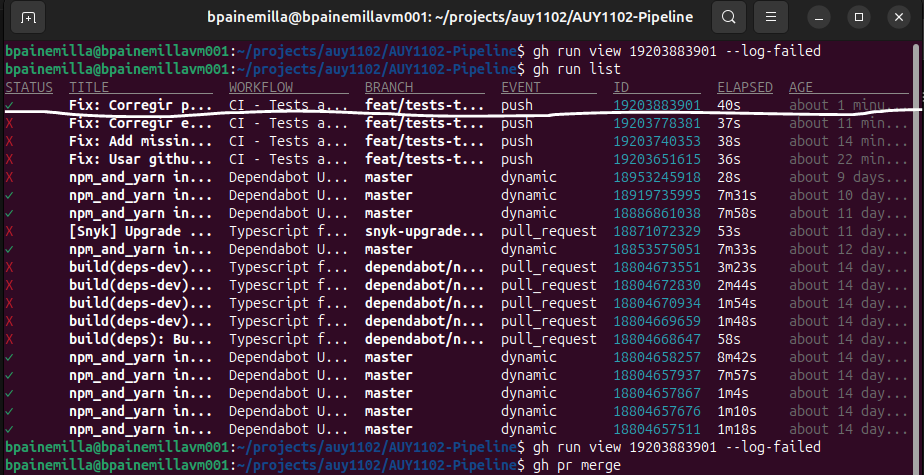 bpainemilla@bpainemillavm001: ~/projects/auy1102/AUY1102-Pipeline
bpainemilla@bpainemillavm001:~/projects/auy1102/AUY1102-Pipeline$ gh run view 19203883901 --log-failed
bpainemilla@bpainemillavm001:~/projects/auy1102/AUY1102-Pipeline$ gh run list
STATUS TITLE WORKFLOW BRANCH EVENT ID ELAPSED AGE
✓ Fix: Corregir p... CI - Tests a... feat/tests-t... push 19203883901 40s about 1 minu...
X Fix: Corregir e... CI - Tests a... feat/tests-t... push 19203778381 37s about 11 min...
X Fix: Add missin... CI - Tests a... feat/tests-t... push 19203740353 38s about 14 min...
X Fix: Usar githu... CI - Tests a... feat/tests-t... push 19203651615 36s about 22 min...
X npm_and_yarn in... Dependabot U... master dynamic 18953245918 28s about 9 days...
✓ npm_and_yarn in... Dependabot U... master dynamic 18919735995 7m31s about 10 day...
✓ npm_and_yarn in... Dependabot U... master dynamic 18886861038 7m58s about 11 day...
X [Snyk] Upgrade ... Typescript f... snyk-upgrade... pull_request 18871072329 53s about 11 day...
✓ npm_and_yarn in... Dependabot U... master dynamic 18853575051 7m33s about 12 day...
X build(deps-dev)... Typescript f... dependabot/n... pull_request 18804673551 3m23s about 14 day...
X build(deps-dev)... Typescript f... dependabot/n... pull_request 18804672830 2m44s about 14 day...
X build(deps-dev)... Typescript f... dependabot/n... pull_request 18804670934 1m54s about 14 day...
X build(deps-dev)... Typescript f... dependabot/n... pull_request 18804669659 1m48s about 14 day...
X build(deps): Bu... Typescript f... dependabot/n... pull_request 18804668647 58s about 14 day...
✓ npm_and_yarn in... Dependabot U... master dynamic 18804658257 8m42s about 14 day...
✓ npm_and_yarn in... Dependabot U... master dynamic 18804657937 7m57s about 14 day...
✓ npm_and_yarn in... Dependabot U... master dynamic 18804657867 1m4s about 14 day...
✓ npm_and_yarn in... Dependabot U... master dynamic 18804657676 1m10s about 14 day...
✓ npm_and_yarn in... Dependabot U... master dynamic 18804657511 1m18s about 14 day...
bpainemilla@bpainemillavm001:~/projects/auy1102/AUY1102-Pipeline$ gh run view 19203883901 --log-failed
bpainemilla@bpainemillavm001:~/projects/auy1102/AUY1102-Pipeline$ gh pr merge